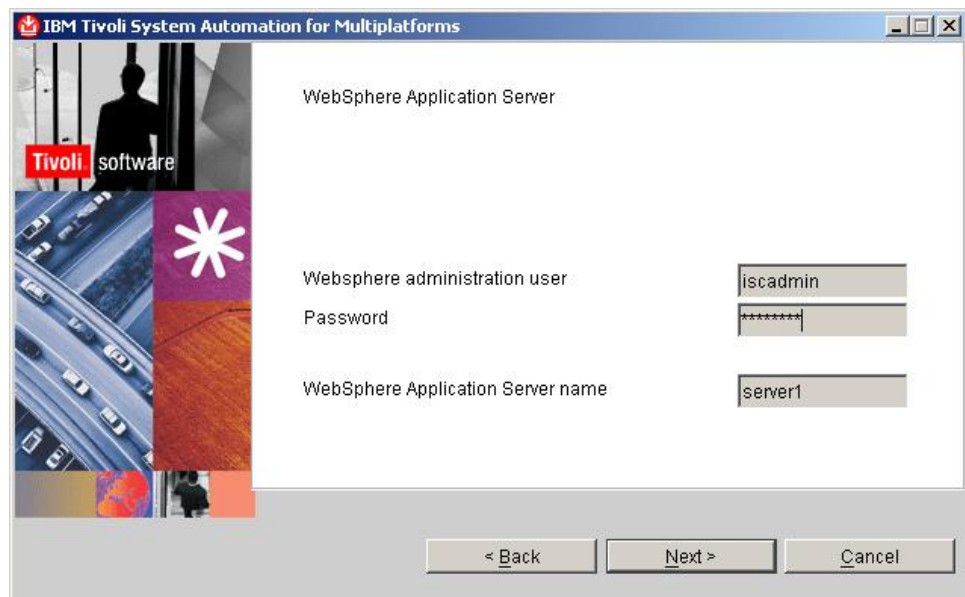 IBM Tivoli System Automation for Multiplatforms
Tivoli software
WebSphere Application Server
Websphere administration user
iscadmin
Password
********
WebSphere Application Server name
server1
< Back
Next >
Cancel